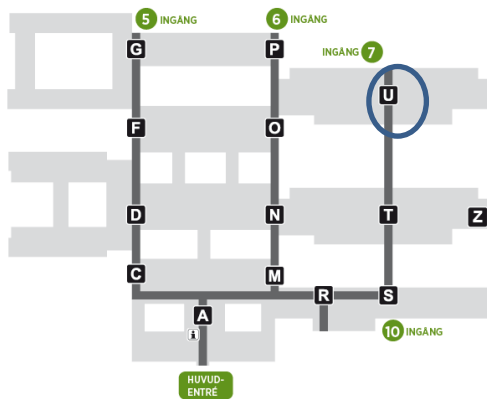 5 INGÅNG
6 INGÅNG
INGÅNG 7
G
P
U
F
O
D
N
T
Z
C
M
R
S
A
i
10 INGÅNG
HUVUD-
ENTRÉ